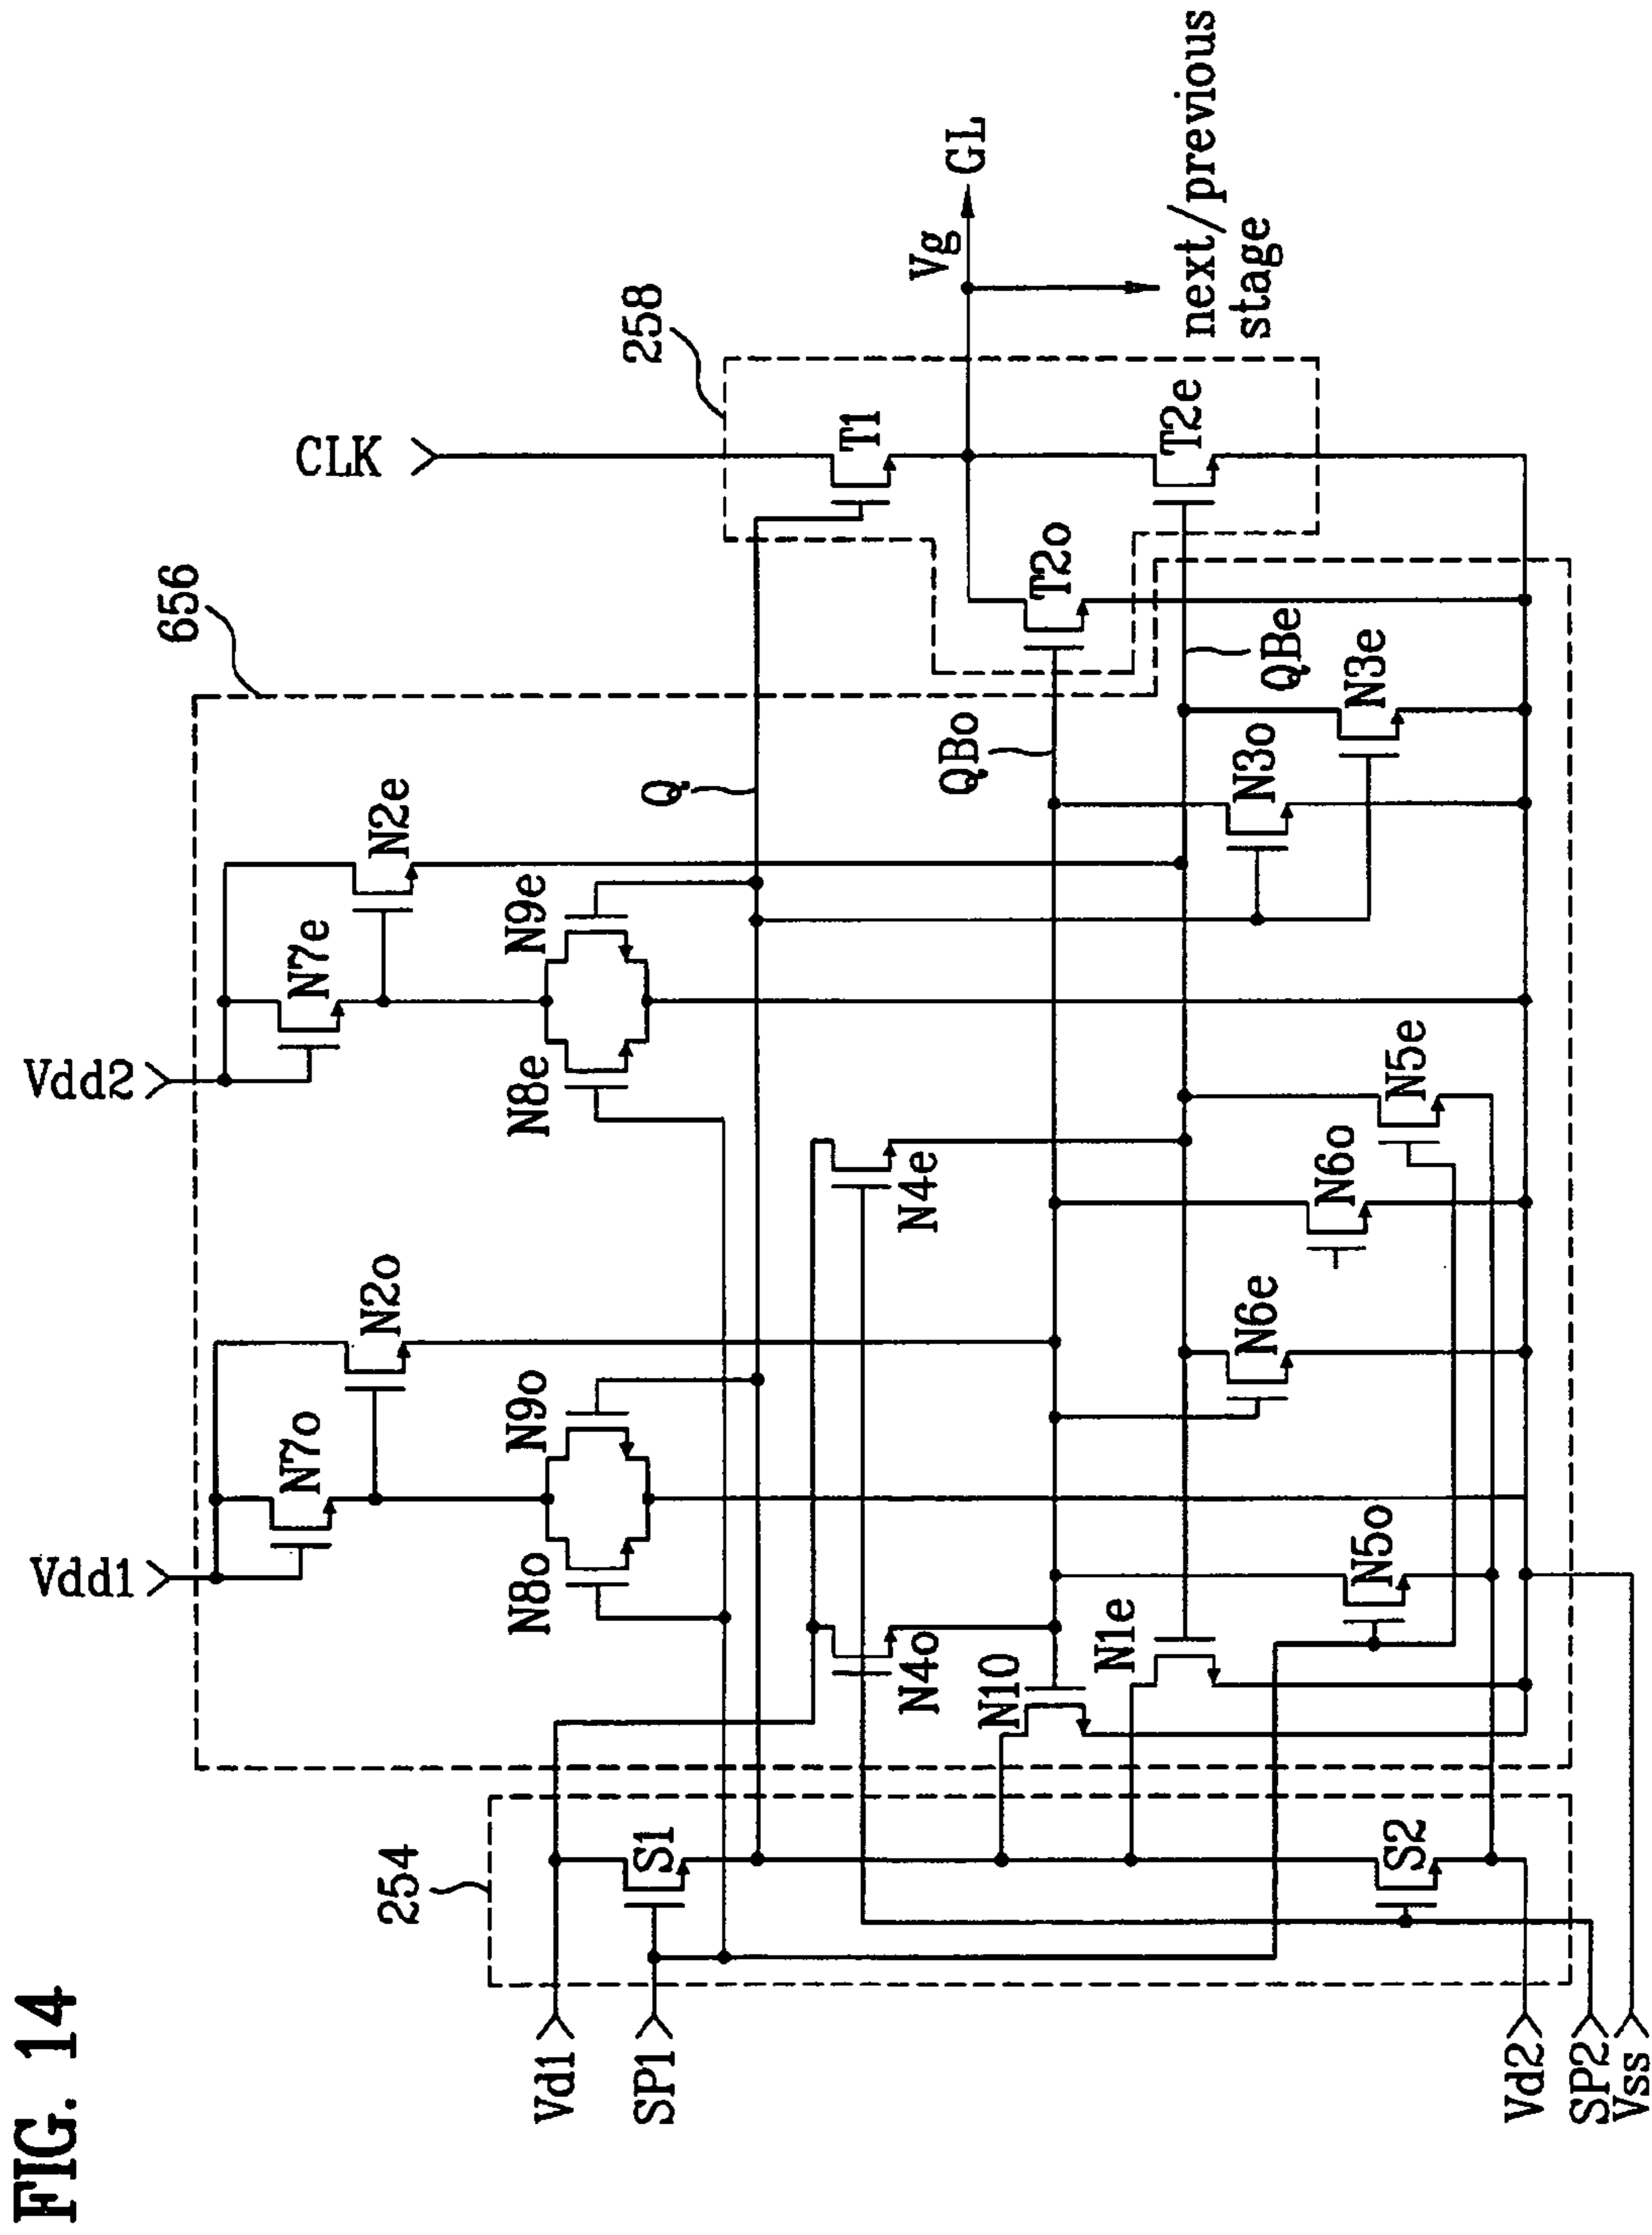 FIG. 14
Vdd1
Vdd2
656
CLK
258
N7o
N2o
N7e
N2e
N8o
N9o
N8e
N9e
Q
T1
254
Vd1
SP1
S1
N4o
N4e
QBo
T2o
Vg
GL
N10
N1e
T2e
next/previous
stage
QBe
N6e
N6o
N3o
N3e
N5o
N5e
S2
Vd2
SP2
Vss